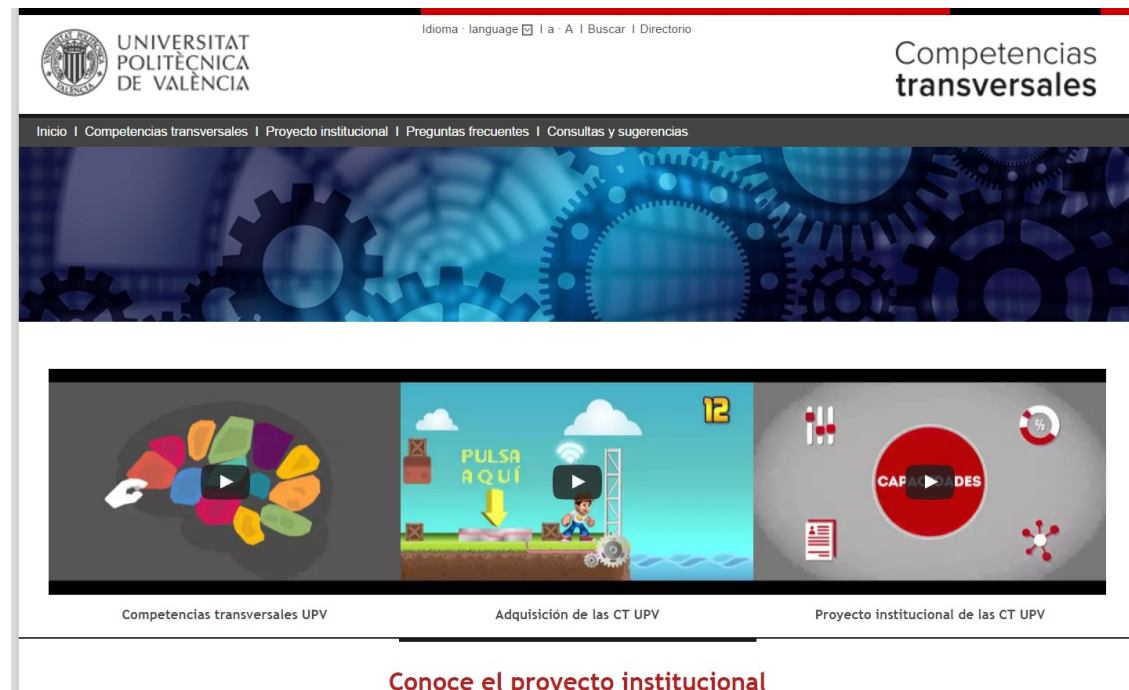 Idioma · language I a · A I Buscar I Directorio
UNIVERSITAT
POLITÈCNICA
DE VALÈNCIA
Competencias
transversales
Inicio I Competencias transversales I Proyecto institucional I Preguntas frecuentes I Consultas y sugerencias
12
PULSA
AQUÍ
%
Competencias transversales UPV
Adquisición de las CT UPV
Proyecto institucional de las CT UPV
Conoce el proyecto institucional